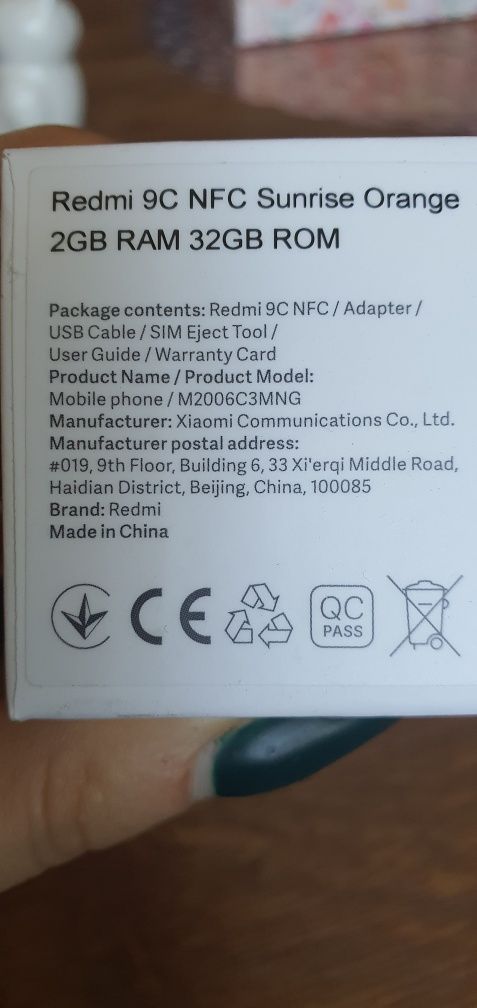 Redmi 9C NFC Sunrise Orange
2GB RAM 32GB ROM
Package contents: Redmi 9C NFC / Adapter /
USB Cable / SIM Eject Tool /
User Guide / Warranty Card
Product Name / Product Model:
Mobile phone / M2006C3MNG
Manufacturer: Xiaomi Communications Co., Ltd.
Manufacturer postal address:
#019, 9th Floor, Building 6, 33 Xi'erqi Middle Road,
Haidian District, Beijing, China, 100085
Brand: Redmi
Made in China
CE
QC
PASS